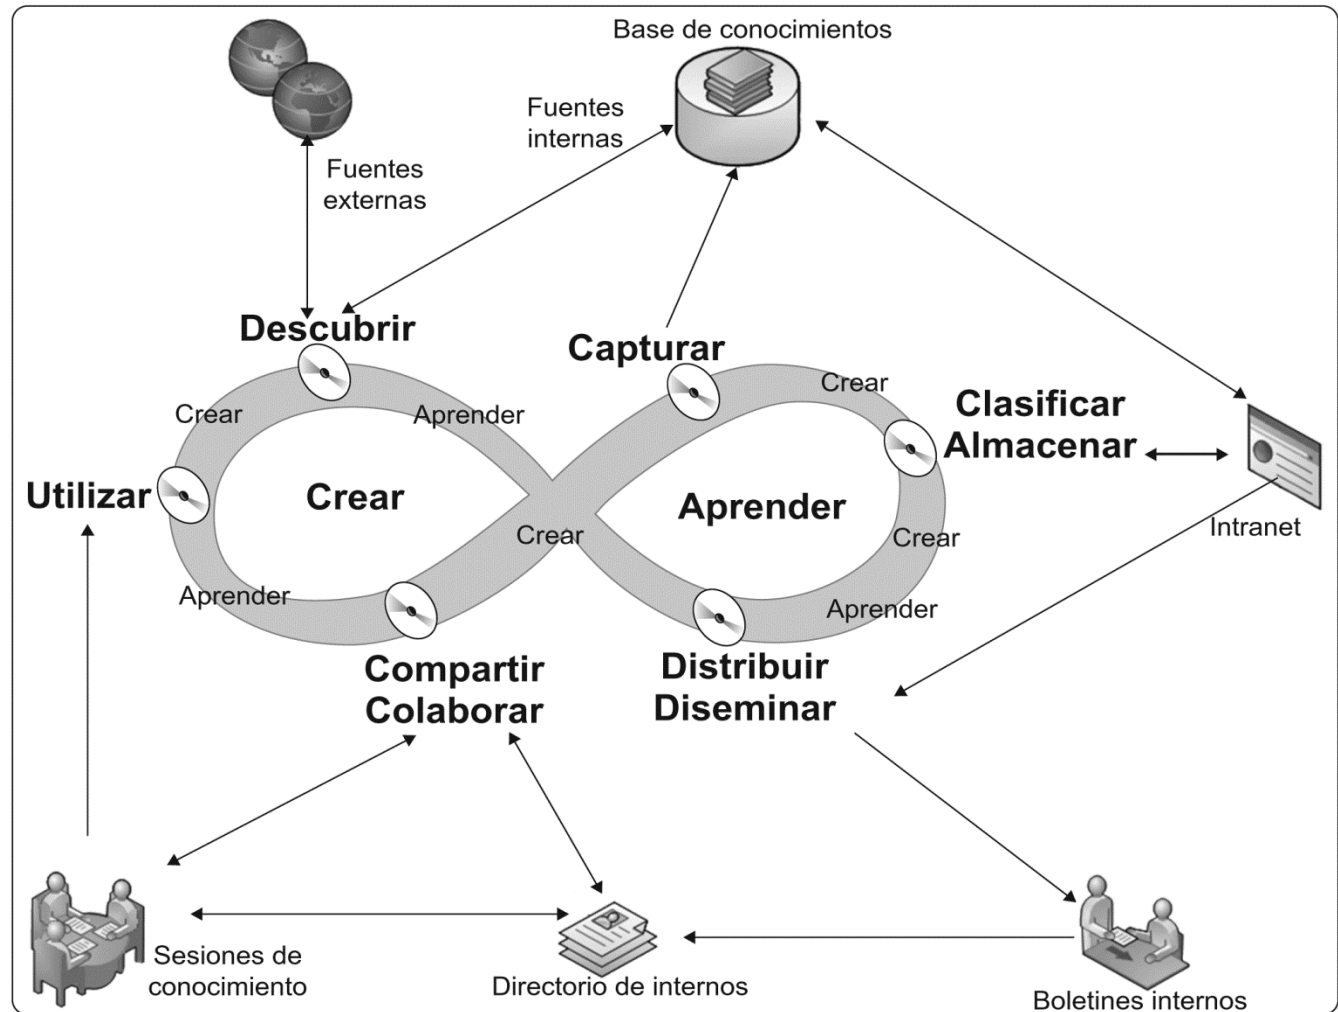 Base de conocimientos
Fuentes
internas
Fuentes
externas
Descubrir
Capturar
Crear
Clasificar
Almacenar
Crear
Aprender
Utilizar
Crear
Aprender
Intranet
Crear
Crear
Aprender
Aprender
Compartir
Colaborar
Distribuir
Diseminar
Sesiones de
conocimiento
Directorio de internos
Boletines internos